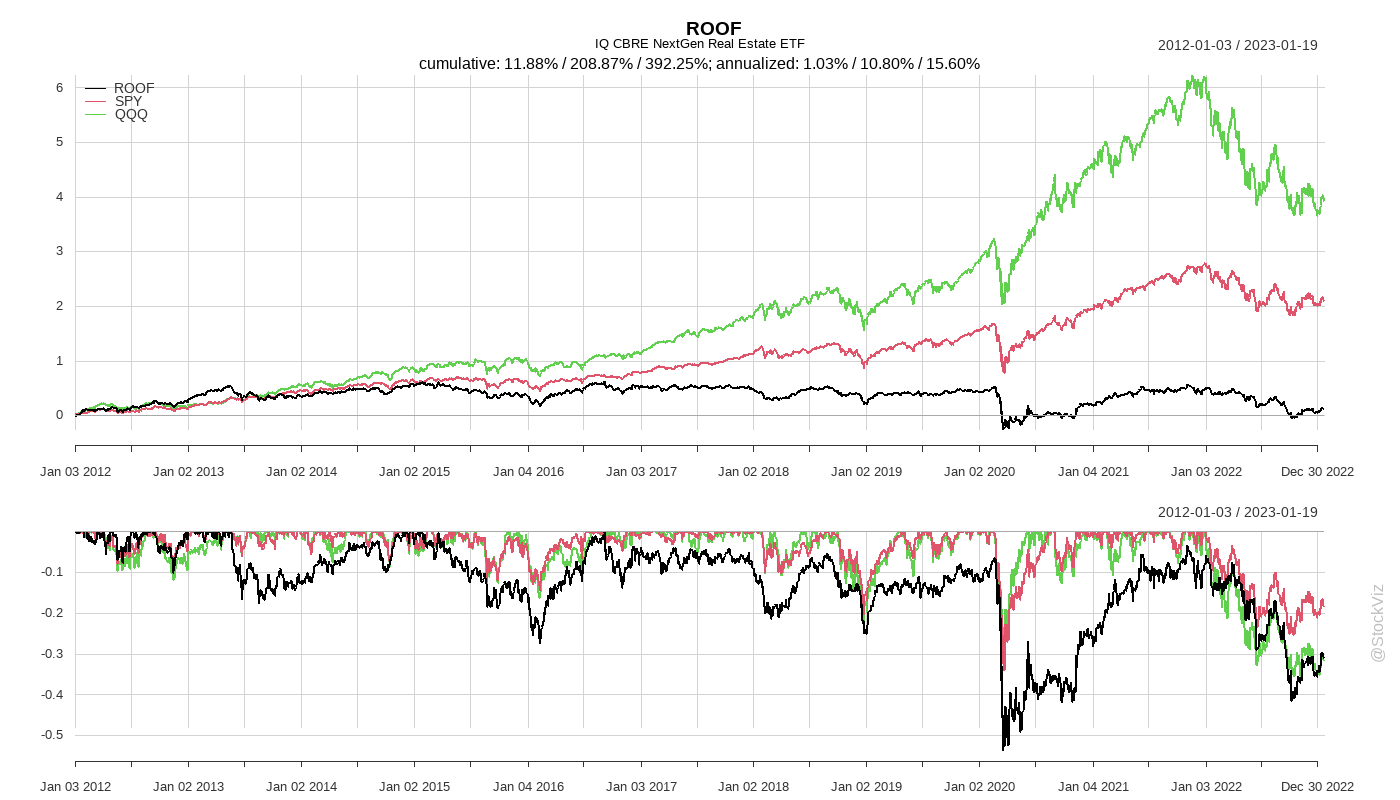 ROOF
IQ CBRE NextGen Real Estate ETF
2012-01-03 / 2023-01-19
cumulative: 11.88% / 208.87% / 392.25%; annualized: 1.03% / 10.80% / 15.60%
ROOF
SPY
QQQ
6
5
4
3
2
1
0
Jan 03 2012 Jan 02 2013 Jan 02 2014 Jan 02 2015 Jan 04 2016 Jan 03 2017 Jan 02 2018 Jan 02 2019 Jan 02 2020 Jan 04 2021 Jan 03 2022 Dec 30 2022
2012-01-03 / 2023-01-19
-0.1
-0.2
-0.3
-0.4
-0.5
Jan 03 2012 Jan 02 2013 Jan 02 2014 Jan 02 2015 Jan 04 2016 Jan 03 2017 Jan 02 2018 Jan 02 2019 Jan 02 2020 Jan 04 2021 Jan 03 2022 Dec 30 2022
@StockViz